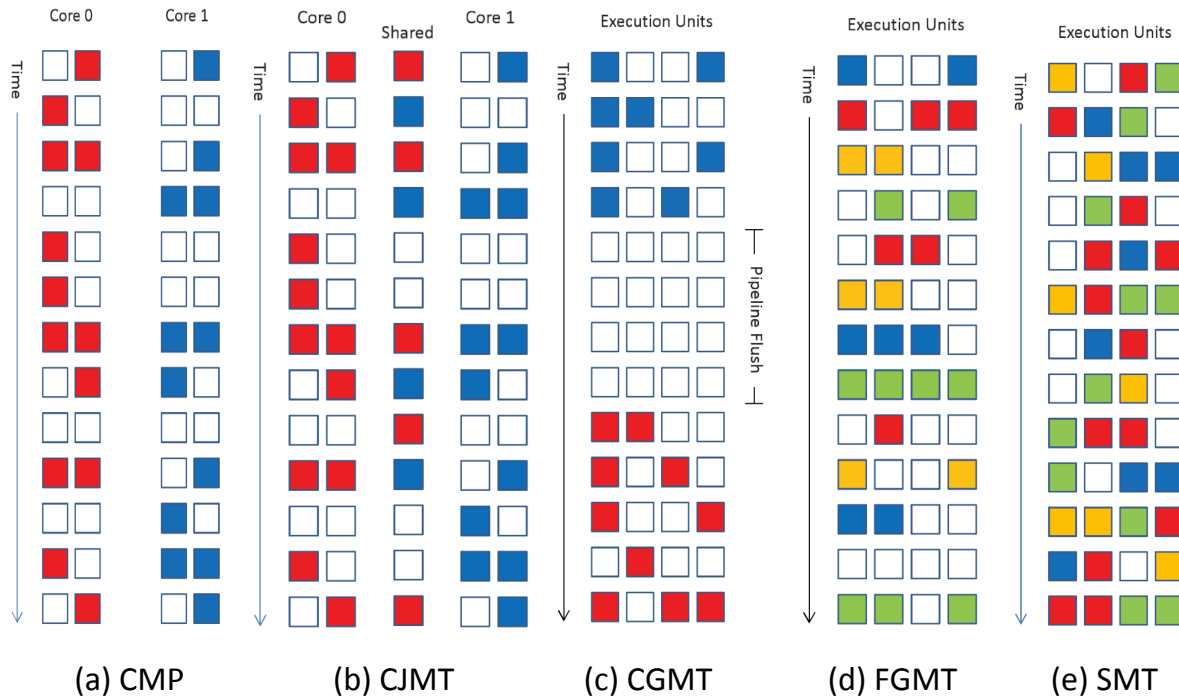 Core 0
Core 1
Time
(a) CMP
Core 0
Shared
Core 1
Time
(b) CJMT
Execution Units
Time
Pipeline Flush
(c) CGMT
Execution Units
Time
(d) FGMT
Execution Units
Time
(e) SMT